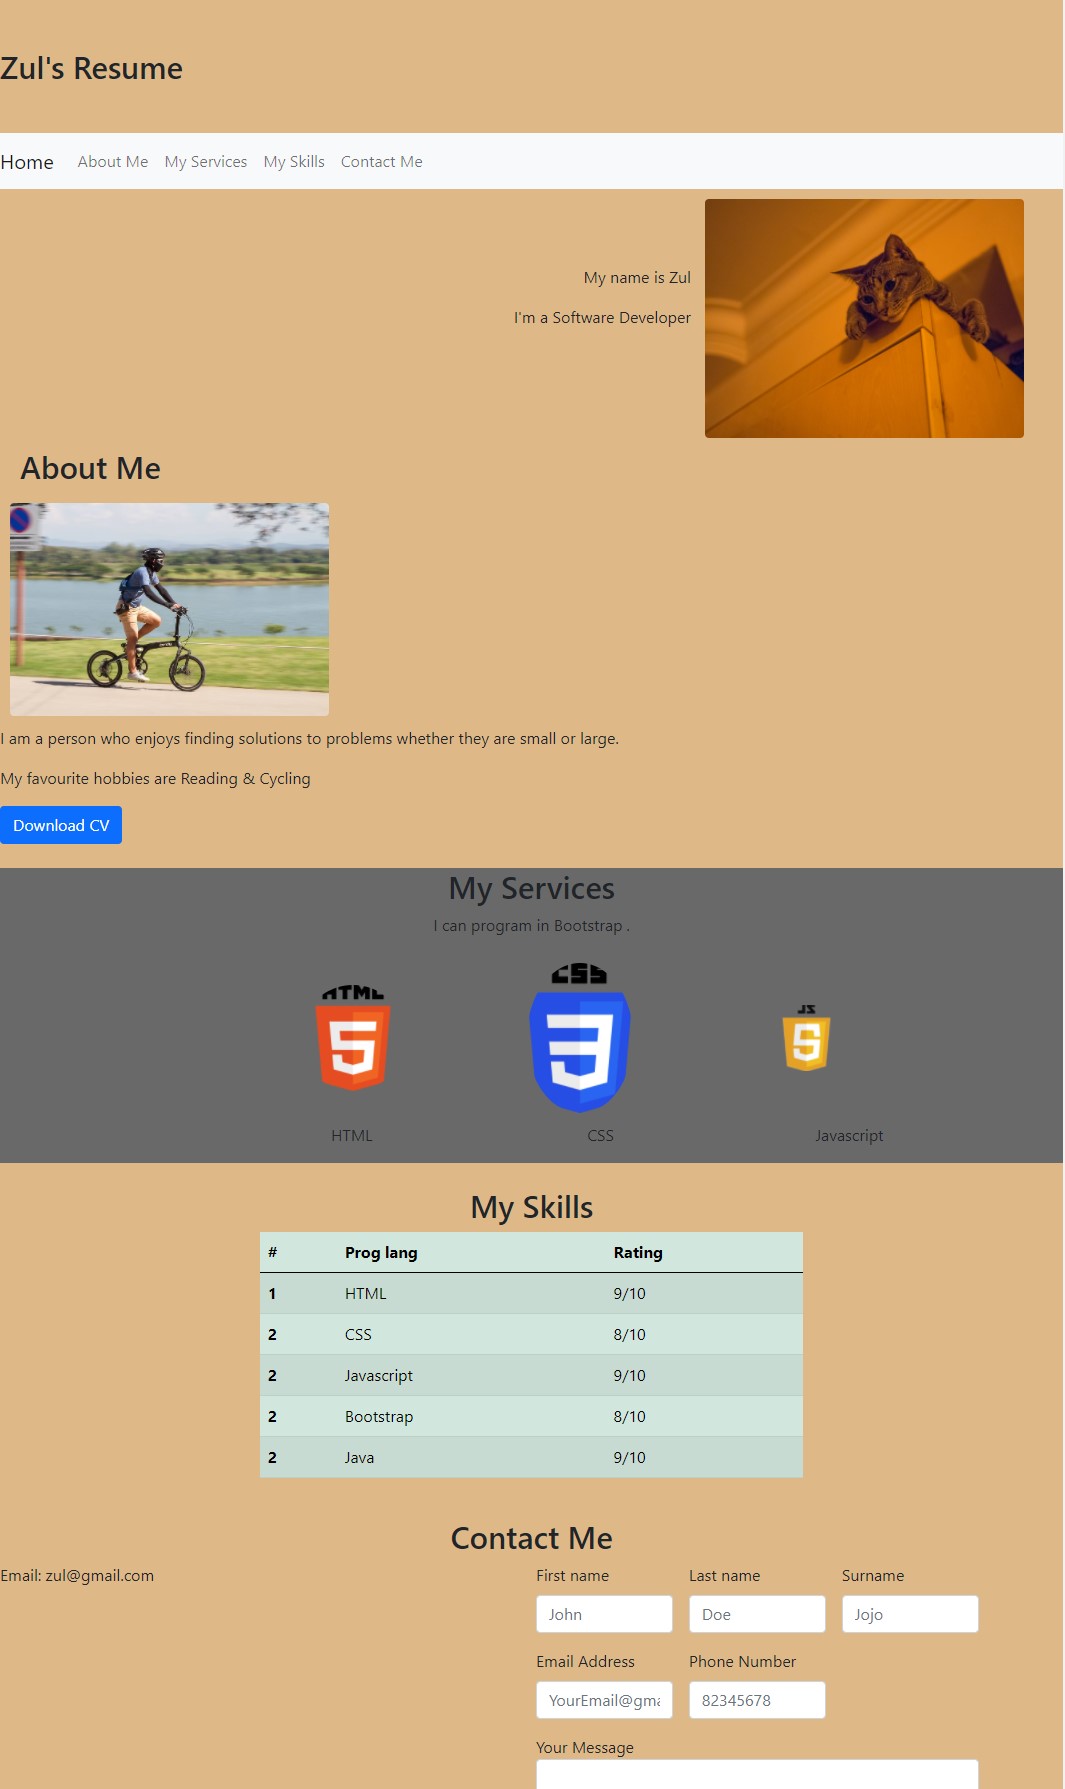 Zul's Resume
Home About Me My Services My Skills Contact Me
My name is Zul
I'm a Software Developer
About Me
I am a person who enjoys finding solutions to problems whether they are small or large.
My favourite hobbies are Reading & Cycling
Download CV
My Services
I can program in Bootstrap .
HTML CSS JS
5 3 5
HTML CSS Javascript
My Skills
# Prog lang Rating
1 HTML 9/10
2 CSS 8/10
2 Javascript 9/10
2 Bootstrap 8/10
2 Java 9/10
Contact Me
Email: zul@gmail.com
First name Last name Surname
John Doe Jojo
Email Address Phone Number
YourEmail@gma 82345678
Your Message